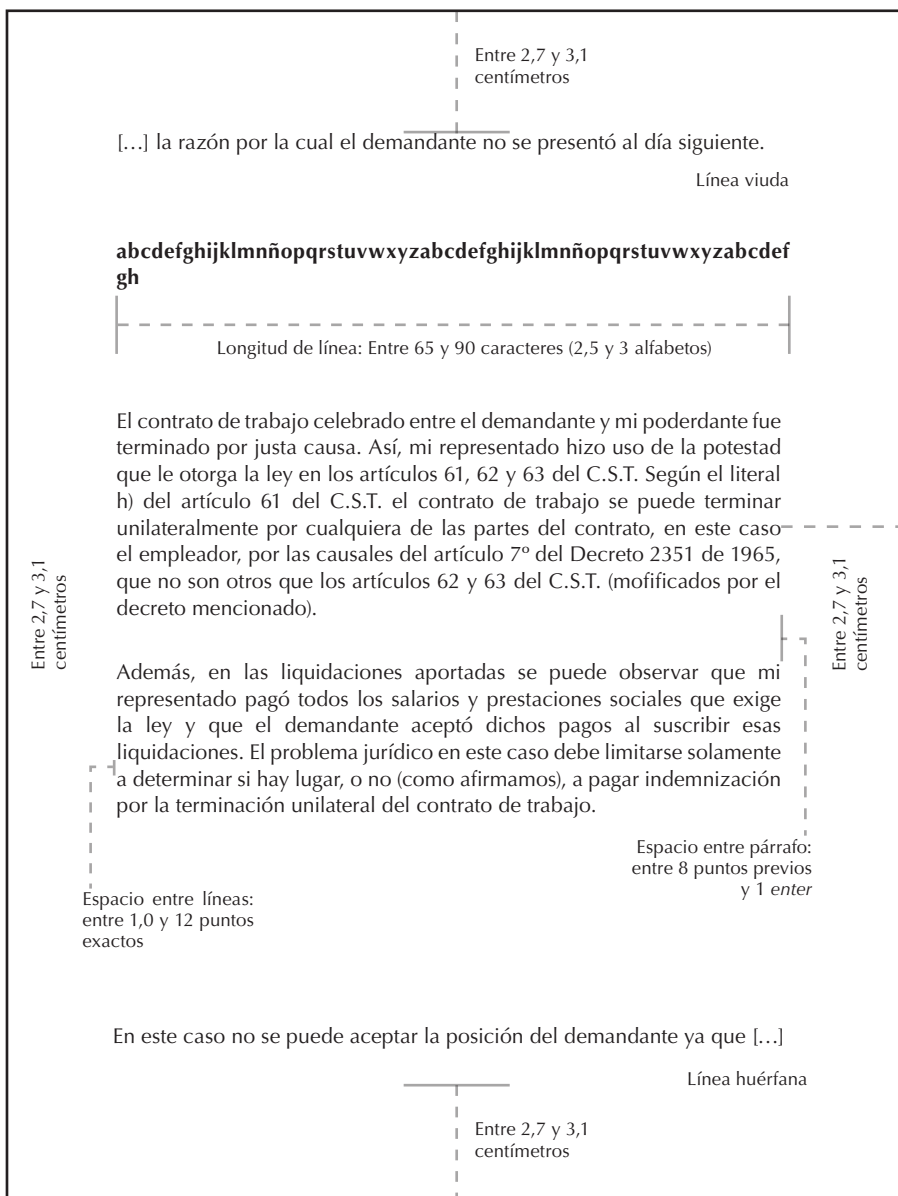 Entre 2,7 y 3,1
centímetros
[...] la razón por la cual el demandante no se presentó al día siguiente.
Línea viuda
abcdefghijklmnñopqrstuvwxyzabcdefghijklmnñopqrstuvwxyzabcdef
gh
Longitud de línea: Entre 65 y 90 caracteres (2,5 y 3 alfabetos)
El contrato de trabajo celebrado entre el demandante y mi poderdante fue
terminado por justa causa. Así, mi representado hizo uso de la potestad
que le otorga la ley en los artículos 61, 62 y 63 del C.S.T. Según el literal
h) del artículo 61 del C.S.T. el contrato de trabajo se puede terminar
unilateralmente por cualquiera de las partes del contrato, en este caso
el empleador, por las causales del artículo 7º del Decreto 2351 de 1965,
que no son otros que los artículos 62 y 63 del C.S.T. (mofificados por el
decreto mencionado).
Entre 2,7 y 3,1
centímetros
Entre 2,7 y 3,1
centímetros
Además, en las liquidaciones aportadas se puede observar que mi
representado pagó todos los salarios y prestaciones sociales que exige
la ley y que el demandante aceptó dichos pagos al suscribir esas
liquidaciones. El problema jurídico en este caso debe limitarse solamente
a determinar si hay lugar, o no (como afirmamos), a pagar indemnización
por la terminación unilateral del contrato de trabajo.
Espacio entre párrafo:
entre 8 puntos previos
y 1 enter
Espacio entre líneas:
entre 1,0 y 12 puntos
exactos
En este caso no se puede aceptar la posición del demandante ya que [...]
Línea huérfana
Entre 2,7 y 3,1
centímetros